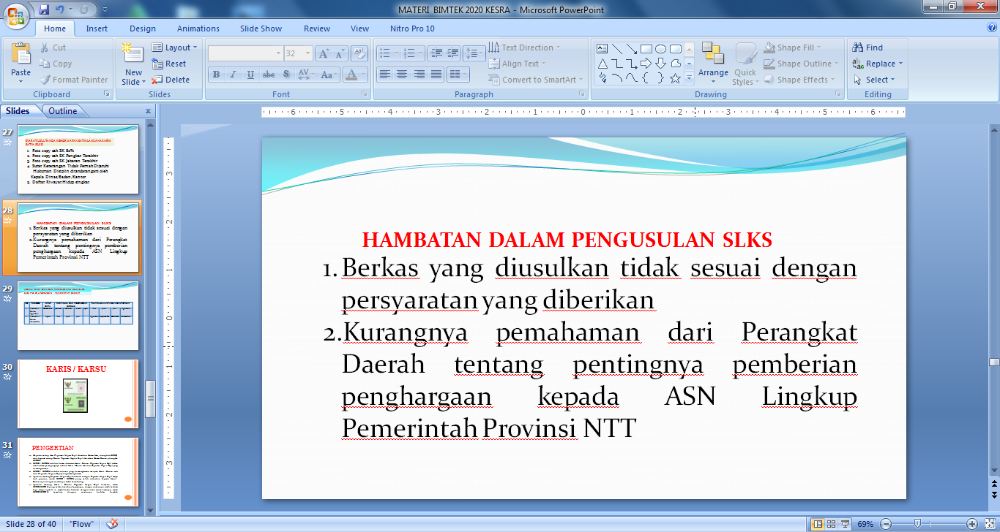 MATERI BIMTEK 2020 KESRA - Microsoft PowerPoint
Home Insert Design Animations Slide Show Review View Nitro Pro 10
Paste
Cut
Copy
Format Painter
Clipboard
New Slide
Layout
Reset
Delete
Slides
32
Font
Text Direction
Align Text
Convert to SmartArt
Paragraph
Arrange
Quick Styles
Shape Fill
Shape Outline
Shape Effects
Drawing
Find
Replace
Select
Editing
Slides Outline
27
1. Foto copy sah SK 80%
2. Foto copy sah SK Pangkat Terakhir
3. Foto copy sah SK Jabatan Terakhir
4. Surat Keterangan Tidak Pernah Dijatuhi
Hukuman Disiplin ditandatangani oleh
Kepala Dinas/Badan/Kantor
5. Daftar Riwayat Hidup singkat
28
HAMBATAN DALAM PENGUSULAN SLKS
1. Berkas yang diusulkan tidak sesuai dengan
persyaratan yang diberikan
2. Kurangnya pemahaman dari Perangkat
Daerah tentang pentingnya pemberian
penghargaan kepada ASN Lingkup
Pemerintah Provinsi NTT
29
30
KARIS / KARSU
31
PENGERTIAN
HAMBATAN DALAM PENGUSULAN SLKS
1. Berkas yang diusulkan tidak sesuai dengan
persyaratan yang diberikan
2. Kurangnya pemahaman dari Perangkat
Daerah tentang pentingnya pemberian
penghargaan kepada ASN Lingkup
Pemerintah Provinsi NTT
Slide 28 of 40 "Flow" 69%